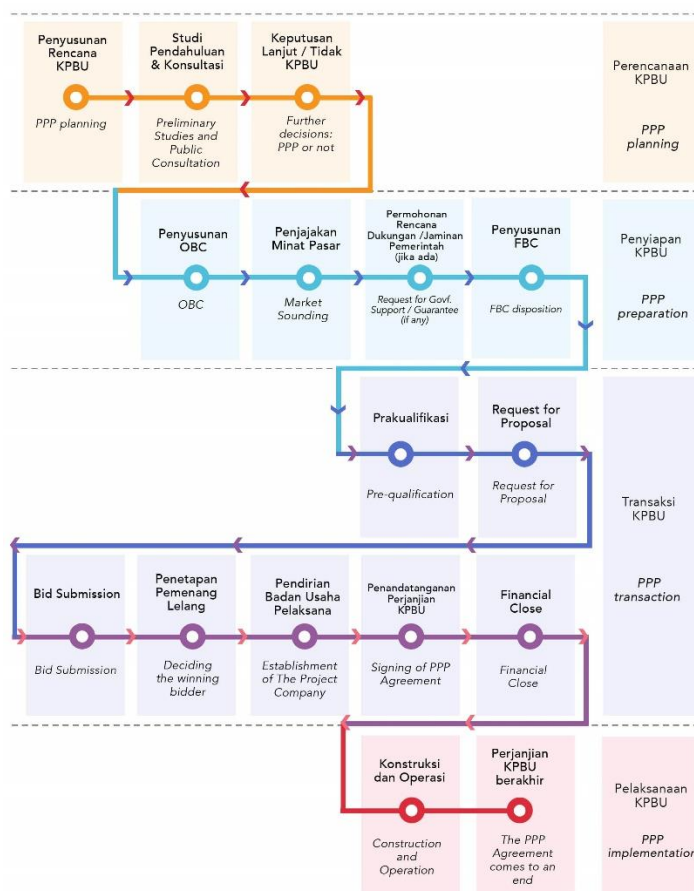 Penyusunan
Rencana
KPBU
PPP planning
Studi
Pendahuluan
& Konsultasi
Preliminary
Studies and
Public
Consultation
Keputusan
Lanjut / Tidak
KPBU
Further
decisions:
PPP or not
Perencanaan
KPBU
PPP
planning
Penyusunan
OBC
OBC
Penjajakan
Minat Pasar
Market
Sounding
Permohonan
Rencana
Dukungan /Jaminan
Pemerintah
(jika ada)
Request for Govf.
Support / Guarantee
(if any)
Penyusunan
FBC
FBC disposition
Penyiapan
KPBU
PPP
preparation
Prakualifikasi
Pre-qualification
Request for
Proposal
Request for
Proposal
Transaksi
KPBU
PPP
transaction
Bid Submission
Bid Submission
Penetapan
Pemenang
Lelang
Deciding
the winning
bidder
Pendirian
Badan Usaha
Pelaksana
Establishment
of The Project
Company
Penandatanganan
Perjanjian
KPBU
Signing of PPP
Agreement
Financial
Close
Financial
Close
Konstruksi
dan Operasi
Construction
and
Operation
Perjanjian
KPBU
berakhir
The PPP
Agreement
comes to an
end
Pelaksanaan
KPBU
PPP
implementation